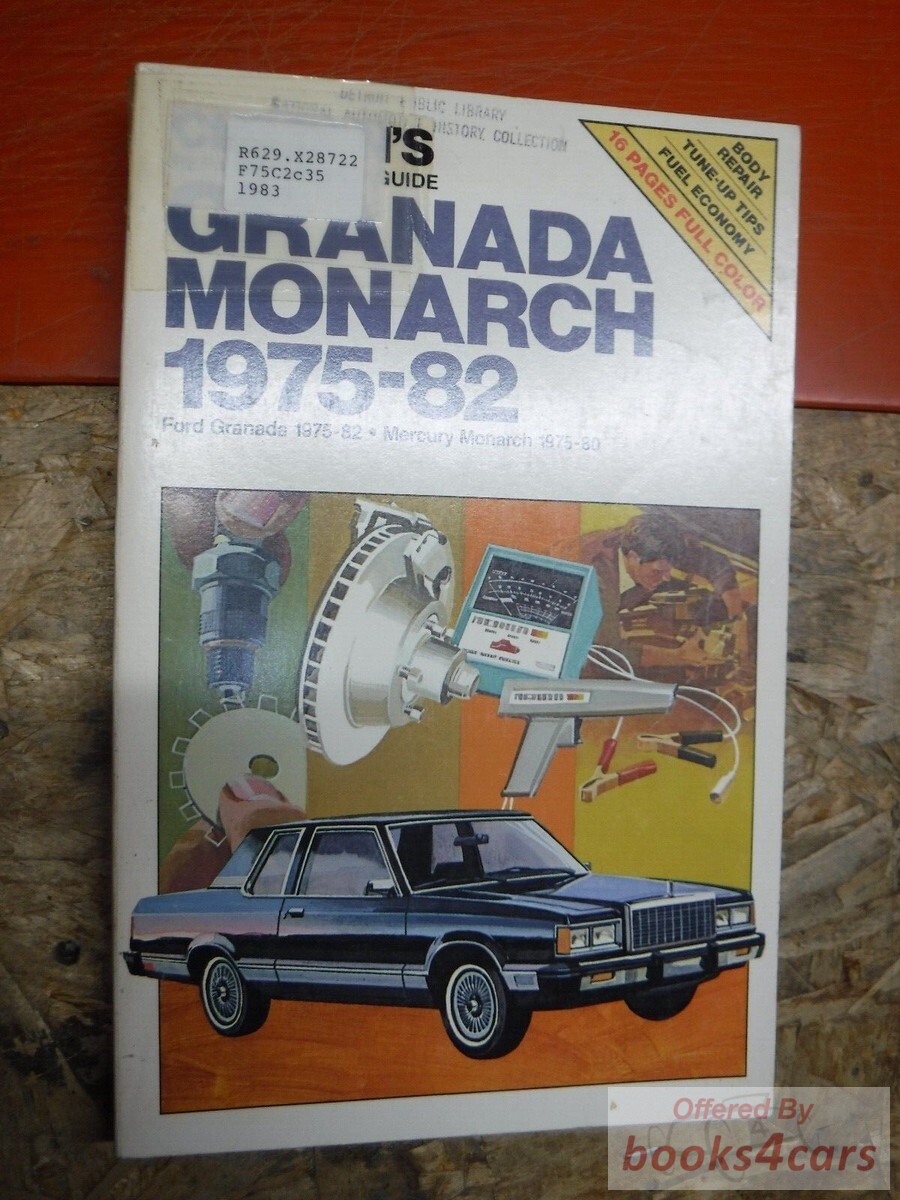 DETROIT PUBLIC LIBRARY
NATIONAL AUTOMOTIVE HISTORY COLLECTION
R629.X28722
F75C2c35
1983
'S
GUIDE
GRANADA
MONARCH
1975-82
Ford Granada 1975-82 • Mercury Monarch 1975-80
BODY
REPAIR
TUNE-UP TIPS
FUEL ECONOMY
16 PAGES FULL COLOR
Offered By
books4cars